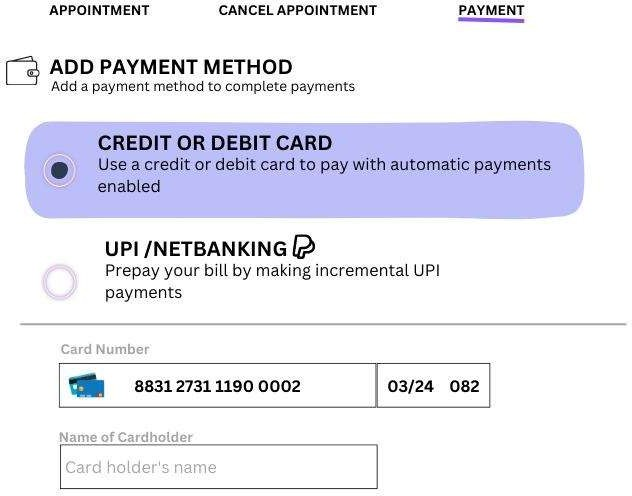 APPOINTMENT CANCEL APPOINTMENT PAYMENT
ADD PAYMENT METHOD
Add a payment method to complete payments
CREDIT OR DEBIT CARD
Use a credit or debit card to pay with automatic payments
enabled
UPI /NETBANKING
Prepay your bill by making incremental UPI
payments
Card Number
8831 2731 1190 0002 03/24 082
Name of Cardholder
Card holder's name